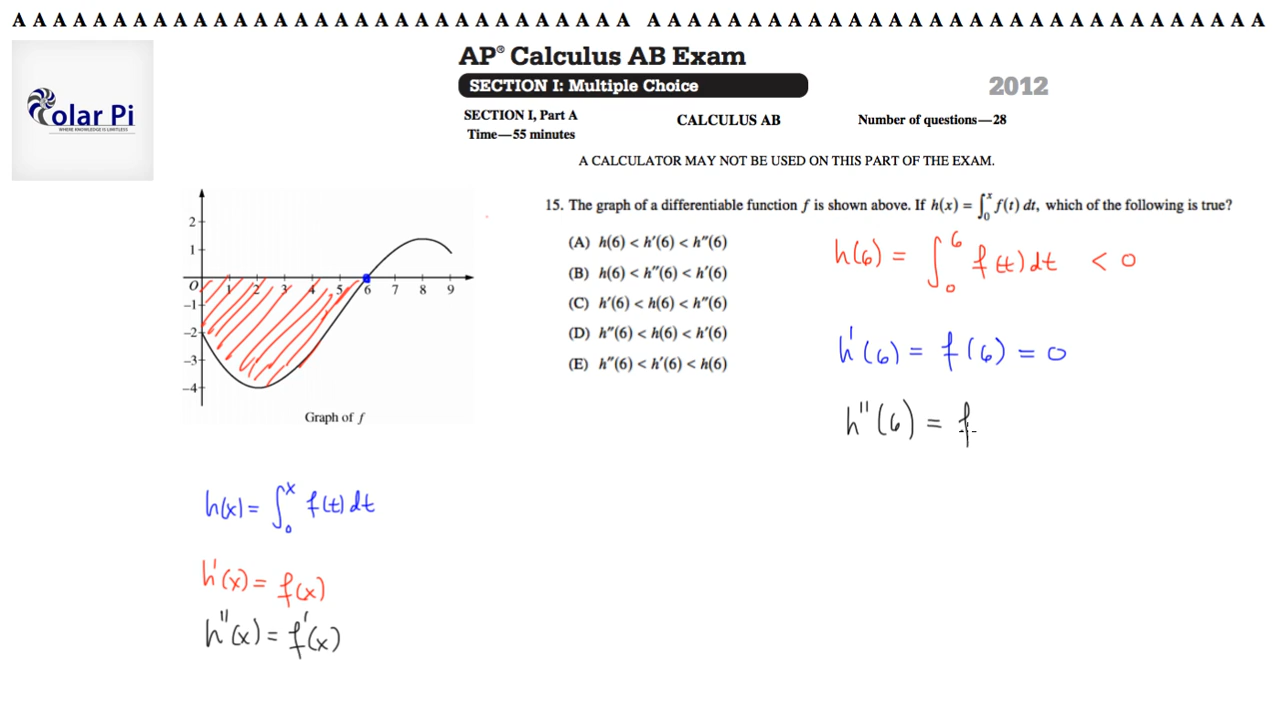 A A A A A A A A A A A A A A A A A A A A A A A A A A A A A A A A A A A A A A A A A A A A A A A A A A A A A A A A A A A
olar Pi
WHERE KNOWLEDGE IS LIMITLESS
AP® Calculus AB Exam
SECTION I: Multiple Choice
2012
SECTION I, Part A
Time—55 minutes
CALCULUS AB
Number of questions—28
A CALCULATOR MAY NOT BE USED ON THIS PART OF THE EXAM.
2
1
O 1 2 3 4 5 6 7 8 9
−1
−2
−3
−4
Graph of f
15. The graph of a differentiable function f is shown above. If h(x) = ∫₀ˣ f(t) dt, which of the following is true?
(A) h(6) < h′(6) < h″(6)
(B) h(6) < h″(6) < h′(6)
(C) h′(6) < h(6) < h″(6)
(D) h″(6) < h(6) < h′(6)
(E) h″(6) < h′(6) < h(6)
h(6) = ∫₀⁶ f(t) dt < 0
h′(6) = f(6) = 0
h″(6) = f
h(x) = ∫₀ˣ f(t) dt
h′(x) = f(x)
h″(x) = f′(x)